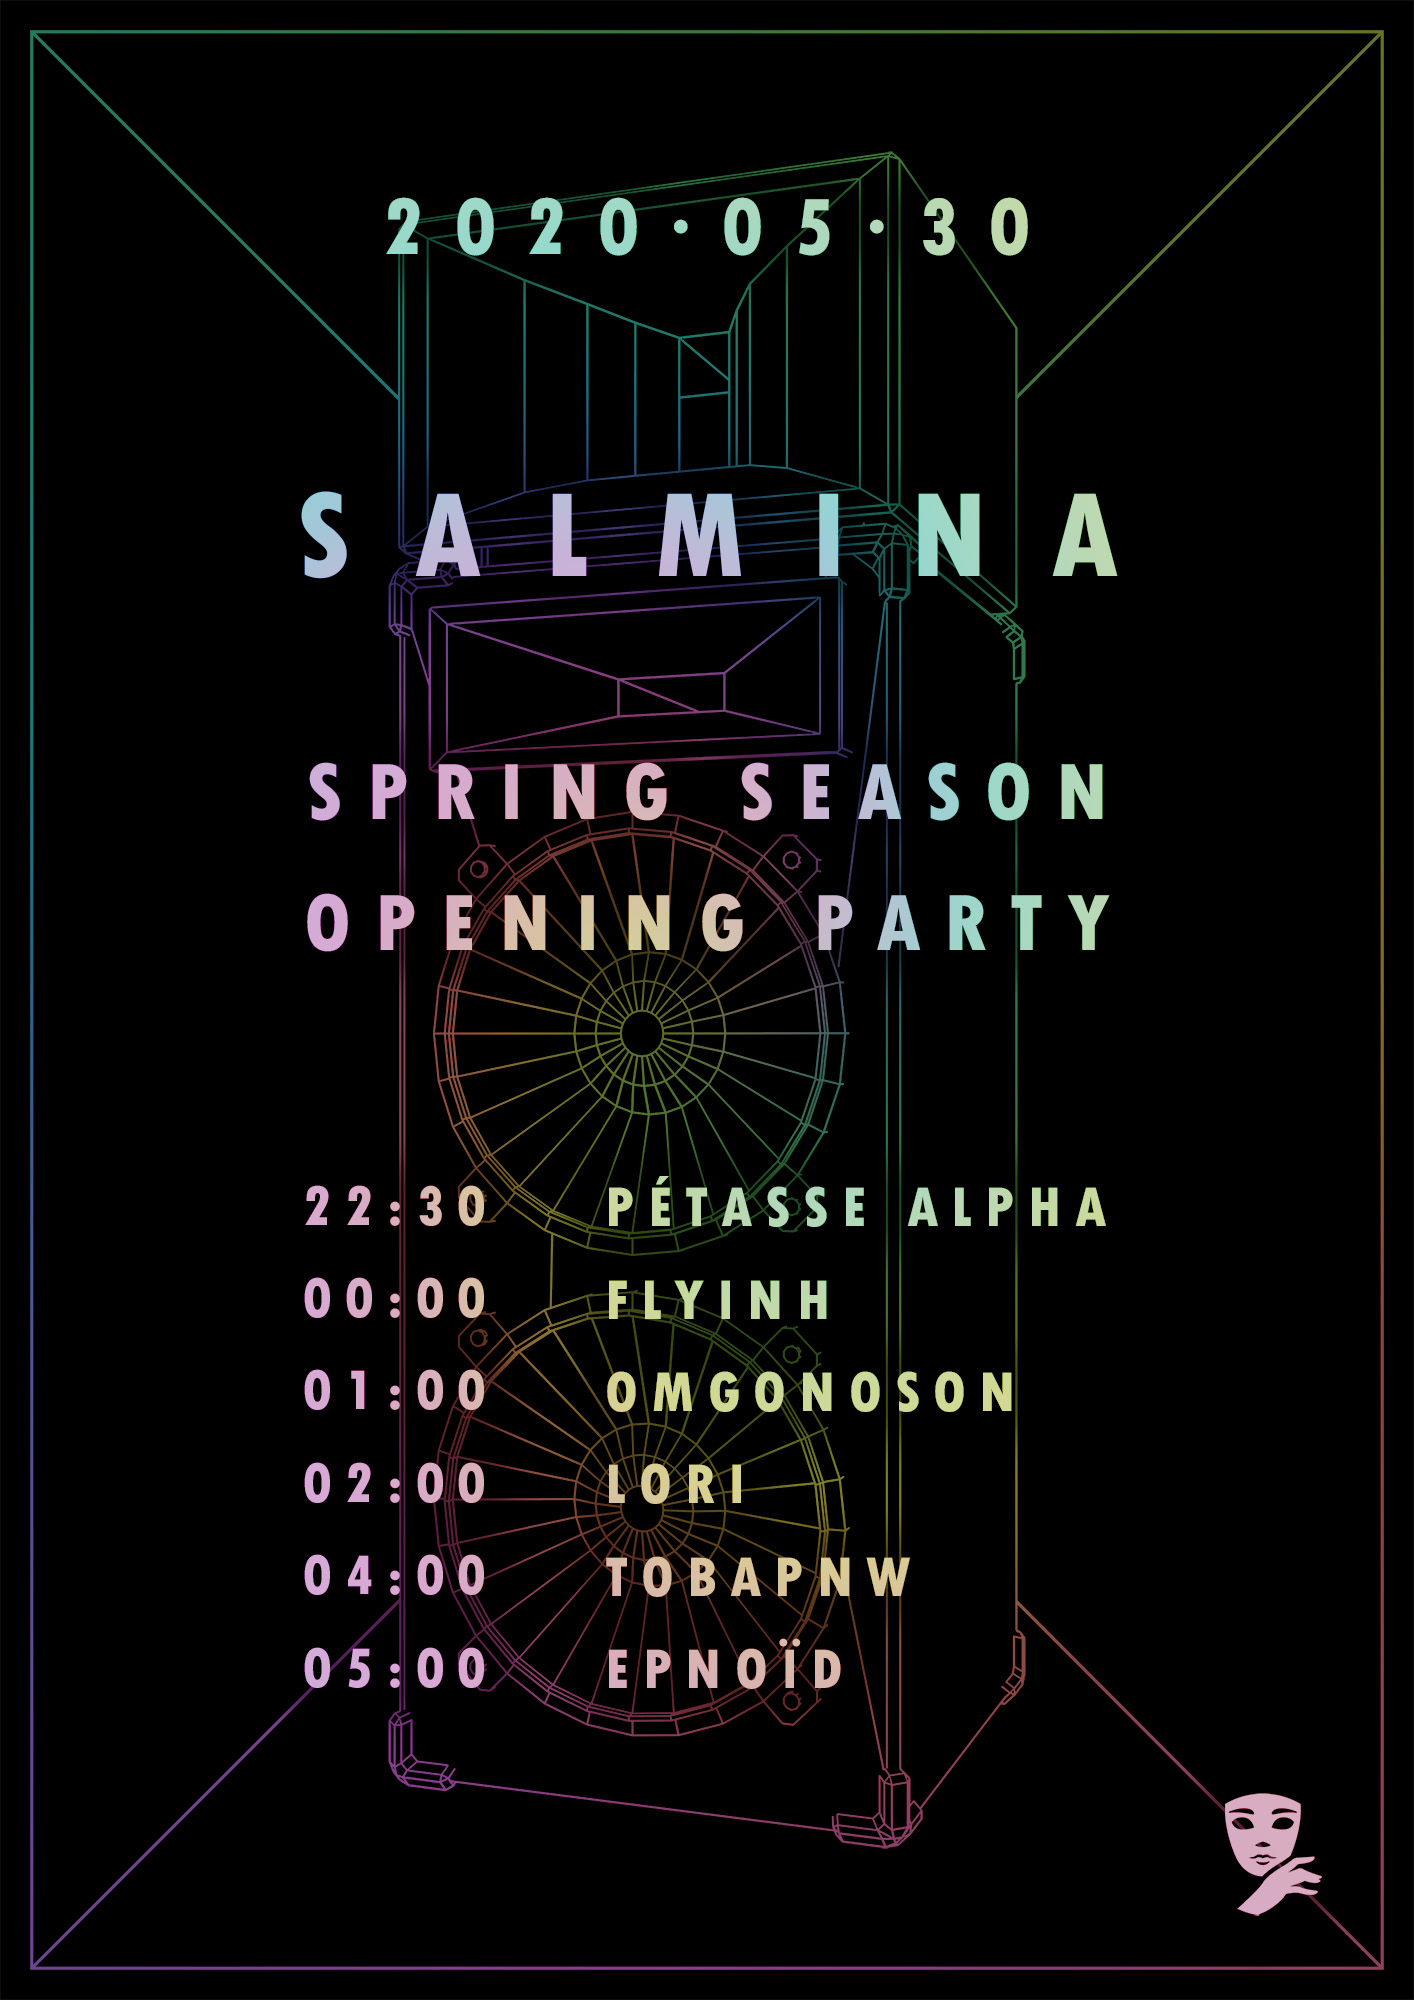 2020·05·30
SALMINA
SPRING SEASON
OPENING PARTY
22:30 PÉTASSE ALPHA
00:00 FLYINH
01:00 OMGONOSON
02:00 LORI
04:00 TOBAPNW
05:00 EPNOÏD